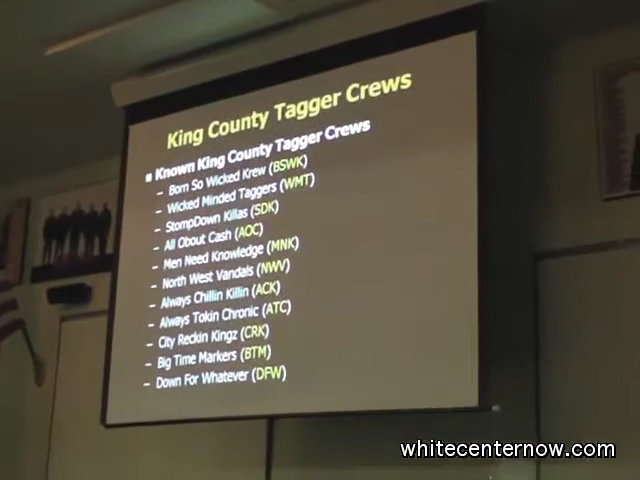 King County Tagger Crews
■ Known King County Tagger Crews
– Born So Wicked Krew (BSWK)
– Wicked Minded Taggers (WMT)
– StompDown Killas (SDK)
– All Obout Cash (AOC)
– Men Need Knowledge (MNK)
– North West Vandals (NWV)
– Always Chillin Killin (ACK)
– Always Tokin Chronic (ATC)
– City Reckin Kingz (CRK)
– Big Time Markers (BTM)
– Down For Whatever (DFW)
whitecenternow.com